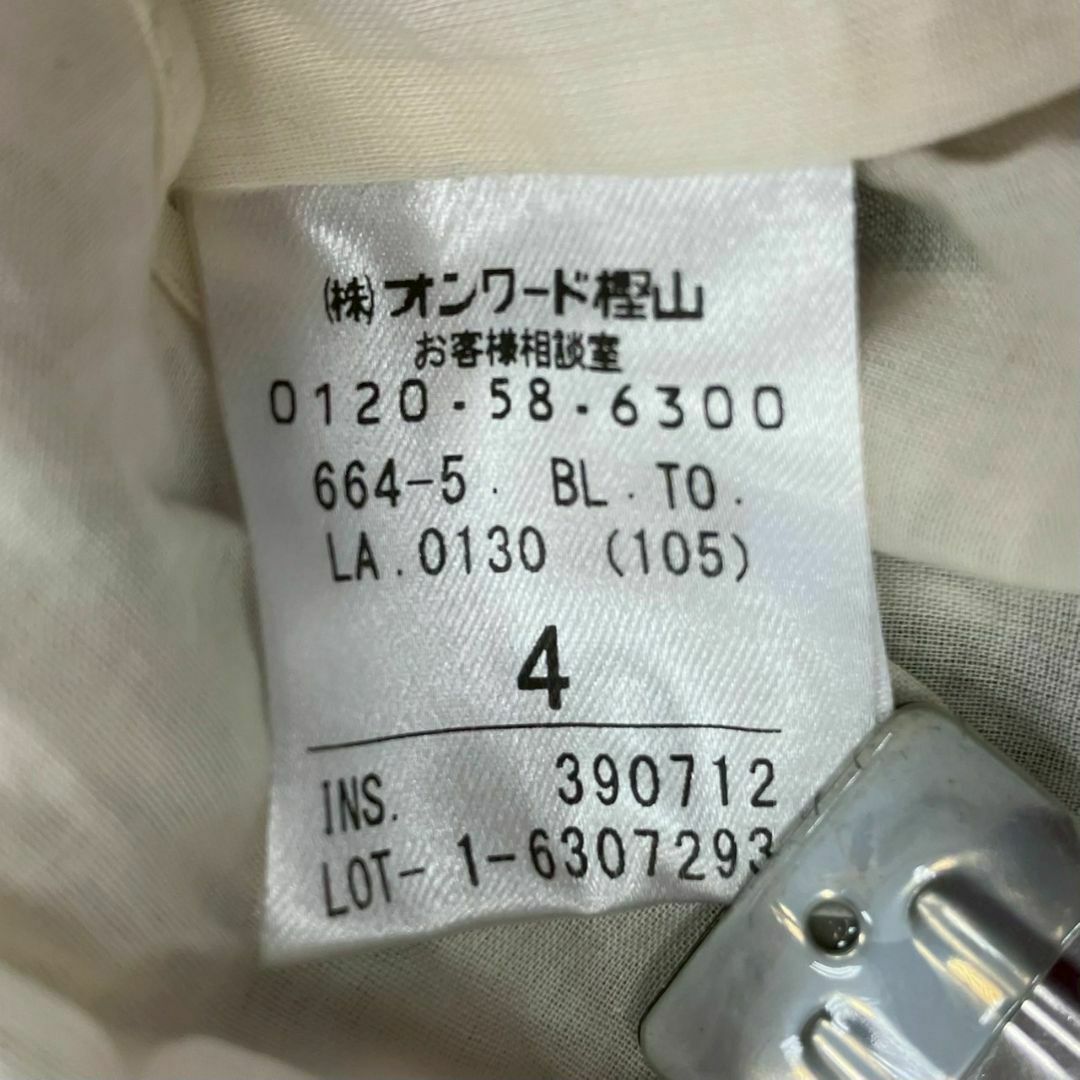 (株)オンワード樫山
お客様相談室
0120-58-6300
664-5. BL.TO.
LA.0130 (105)
4
INS. 390712
LOT- 1-6307293